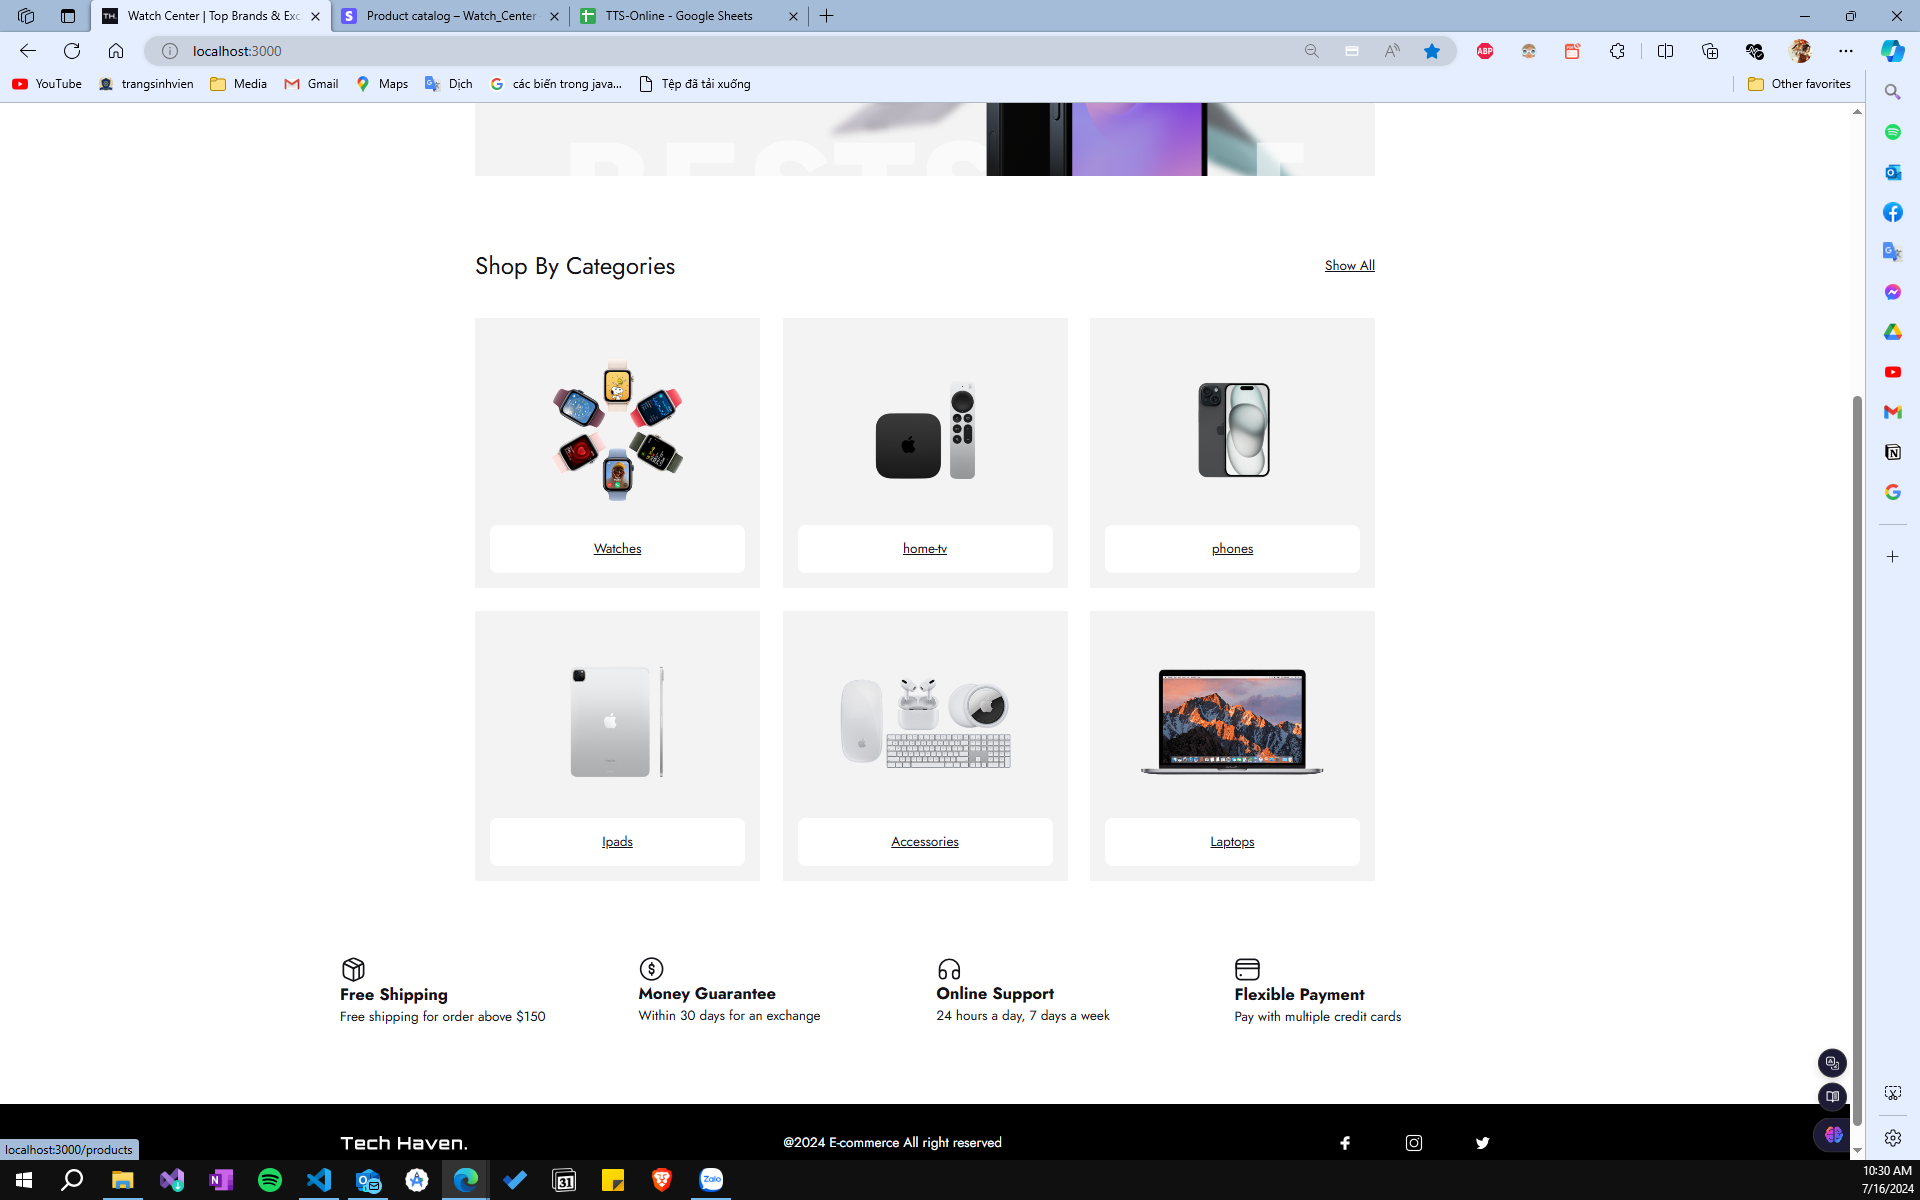 Watch Center | Top Brands & Exc
Product catalog – Watch_Center
TTS-Online - Google Sheets
localhost:3000
YouTube
trangsinhvien
Media
Gmail
Maps
Dịch
các biến trong java...
Tệp đã tải xuống
Other favorites
Shop By Categories
Show All
Watches
home-tv
phones
Ipads
Accessories
Laptops
Free Shipping
Free shipping for order above $150
Money Guarantee
Within 30 days for an exchange
Online Support
24 hours a day, 7 days a week
Flexible Payment
Pay with multiple credit cards
Tech Haven.
@2024 E-commerce All right reserved
localhost:3000/products
10:30 AM
7/16/2024